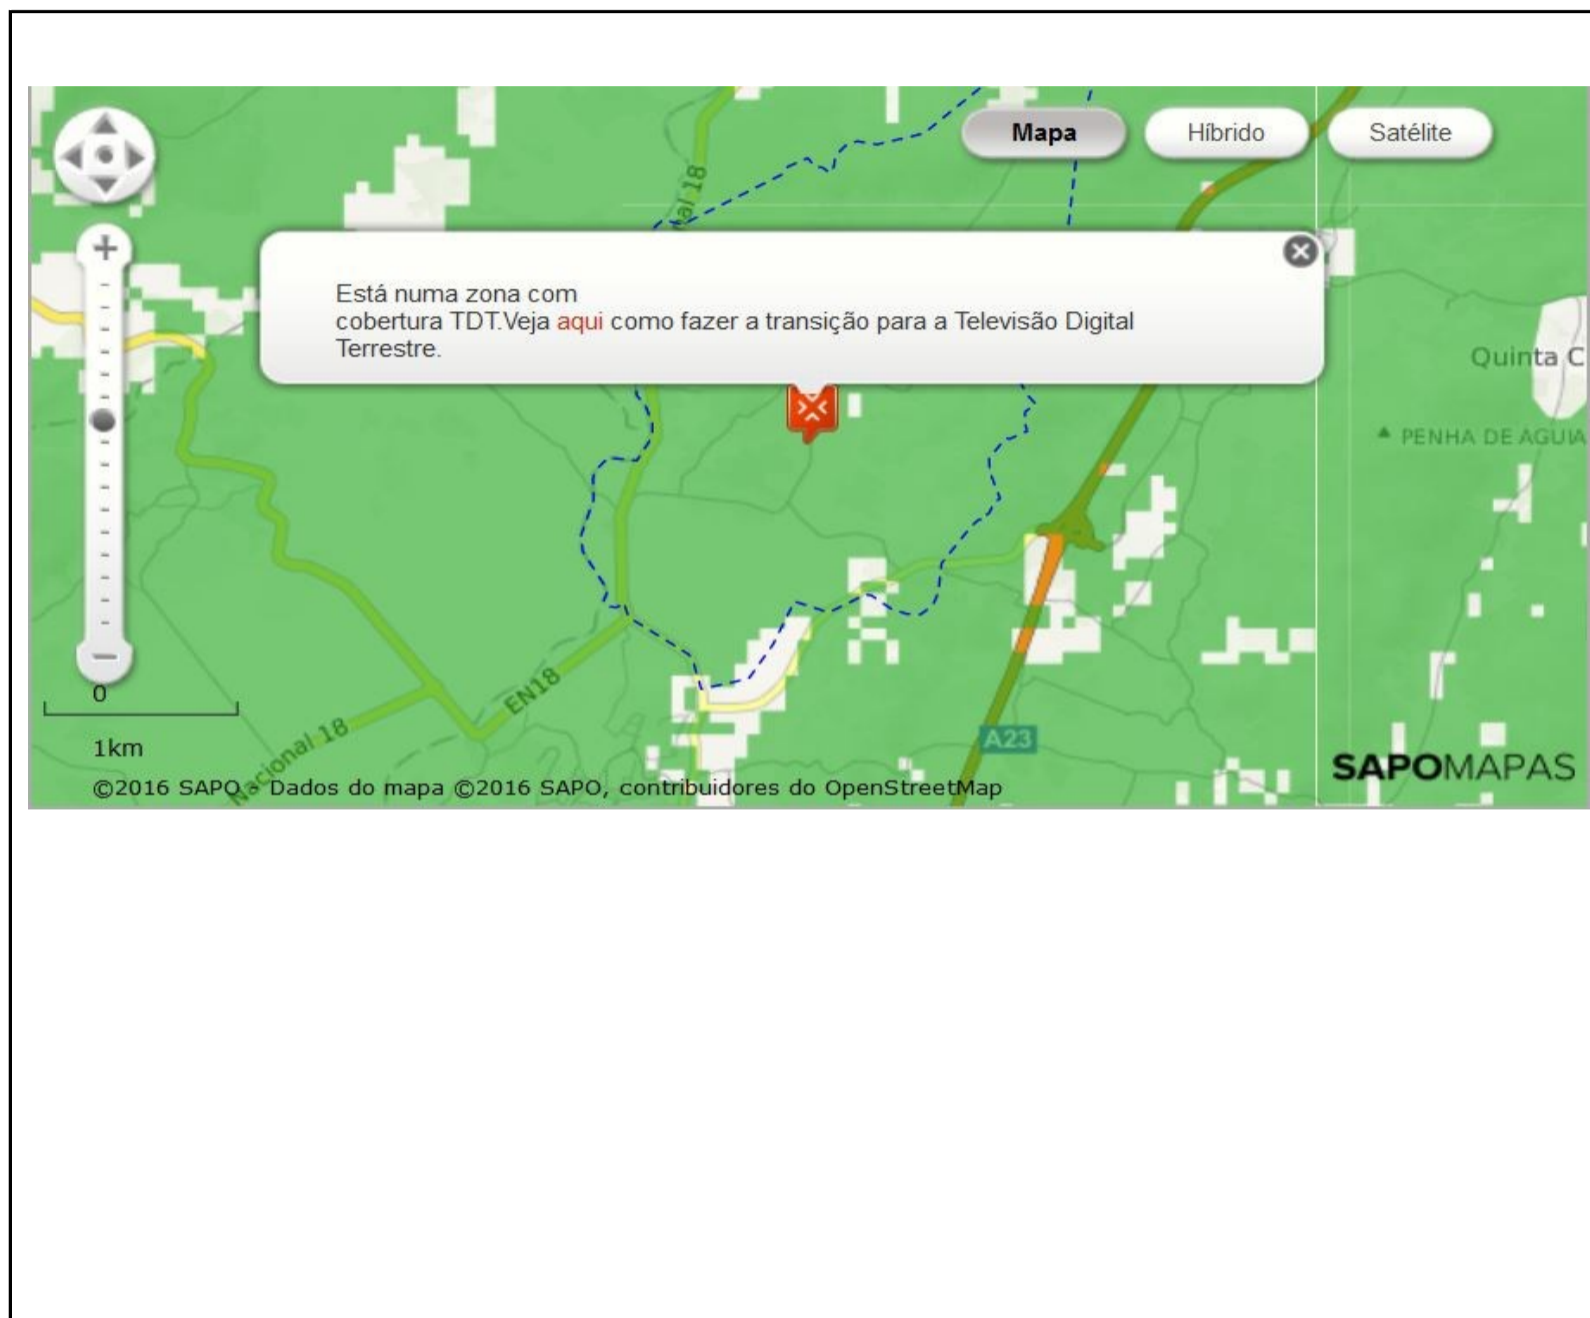 Mapa
Híbrido
Satélite
nal 18
+
Está numa zona com
cobertura TDT.Veja aqui como fazer a transição para a Televisão Digital
Terrestre.
Quinta C
PENHA DE AGUIA
EN18
Nacional 18
A23
0
1km
SAPOMAPAS
©2016 SAPO - Dados do mapa ©2016 SAPO, contribuidores do OpenStreetMap